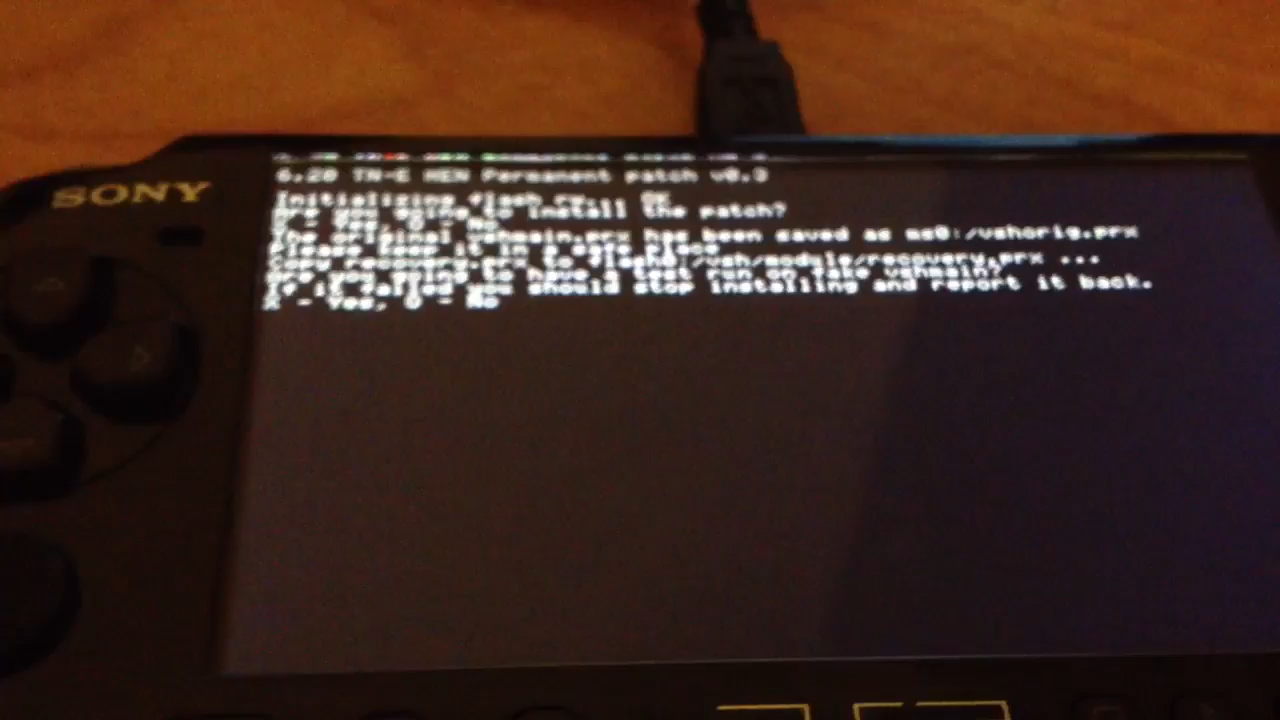 SONY
6.20 TN-E HEN Permanent patch v0.3
Initializing flash rw... OK
Are you going to install the patch?
X - Yes, O - No
The original vshmain.prx has been saved as ms0:/vshorig.prx
Please keep it in a safe place
Copy recovery.prx to flash0:/vsh/module/recovery.prx ...
Are you going to have a test run on fake vshmain?
If it failed you should stop installing and report it back.
X - Yes, O - No